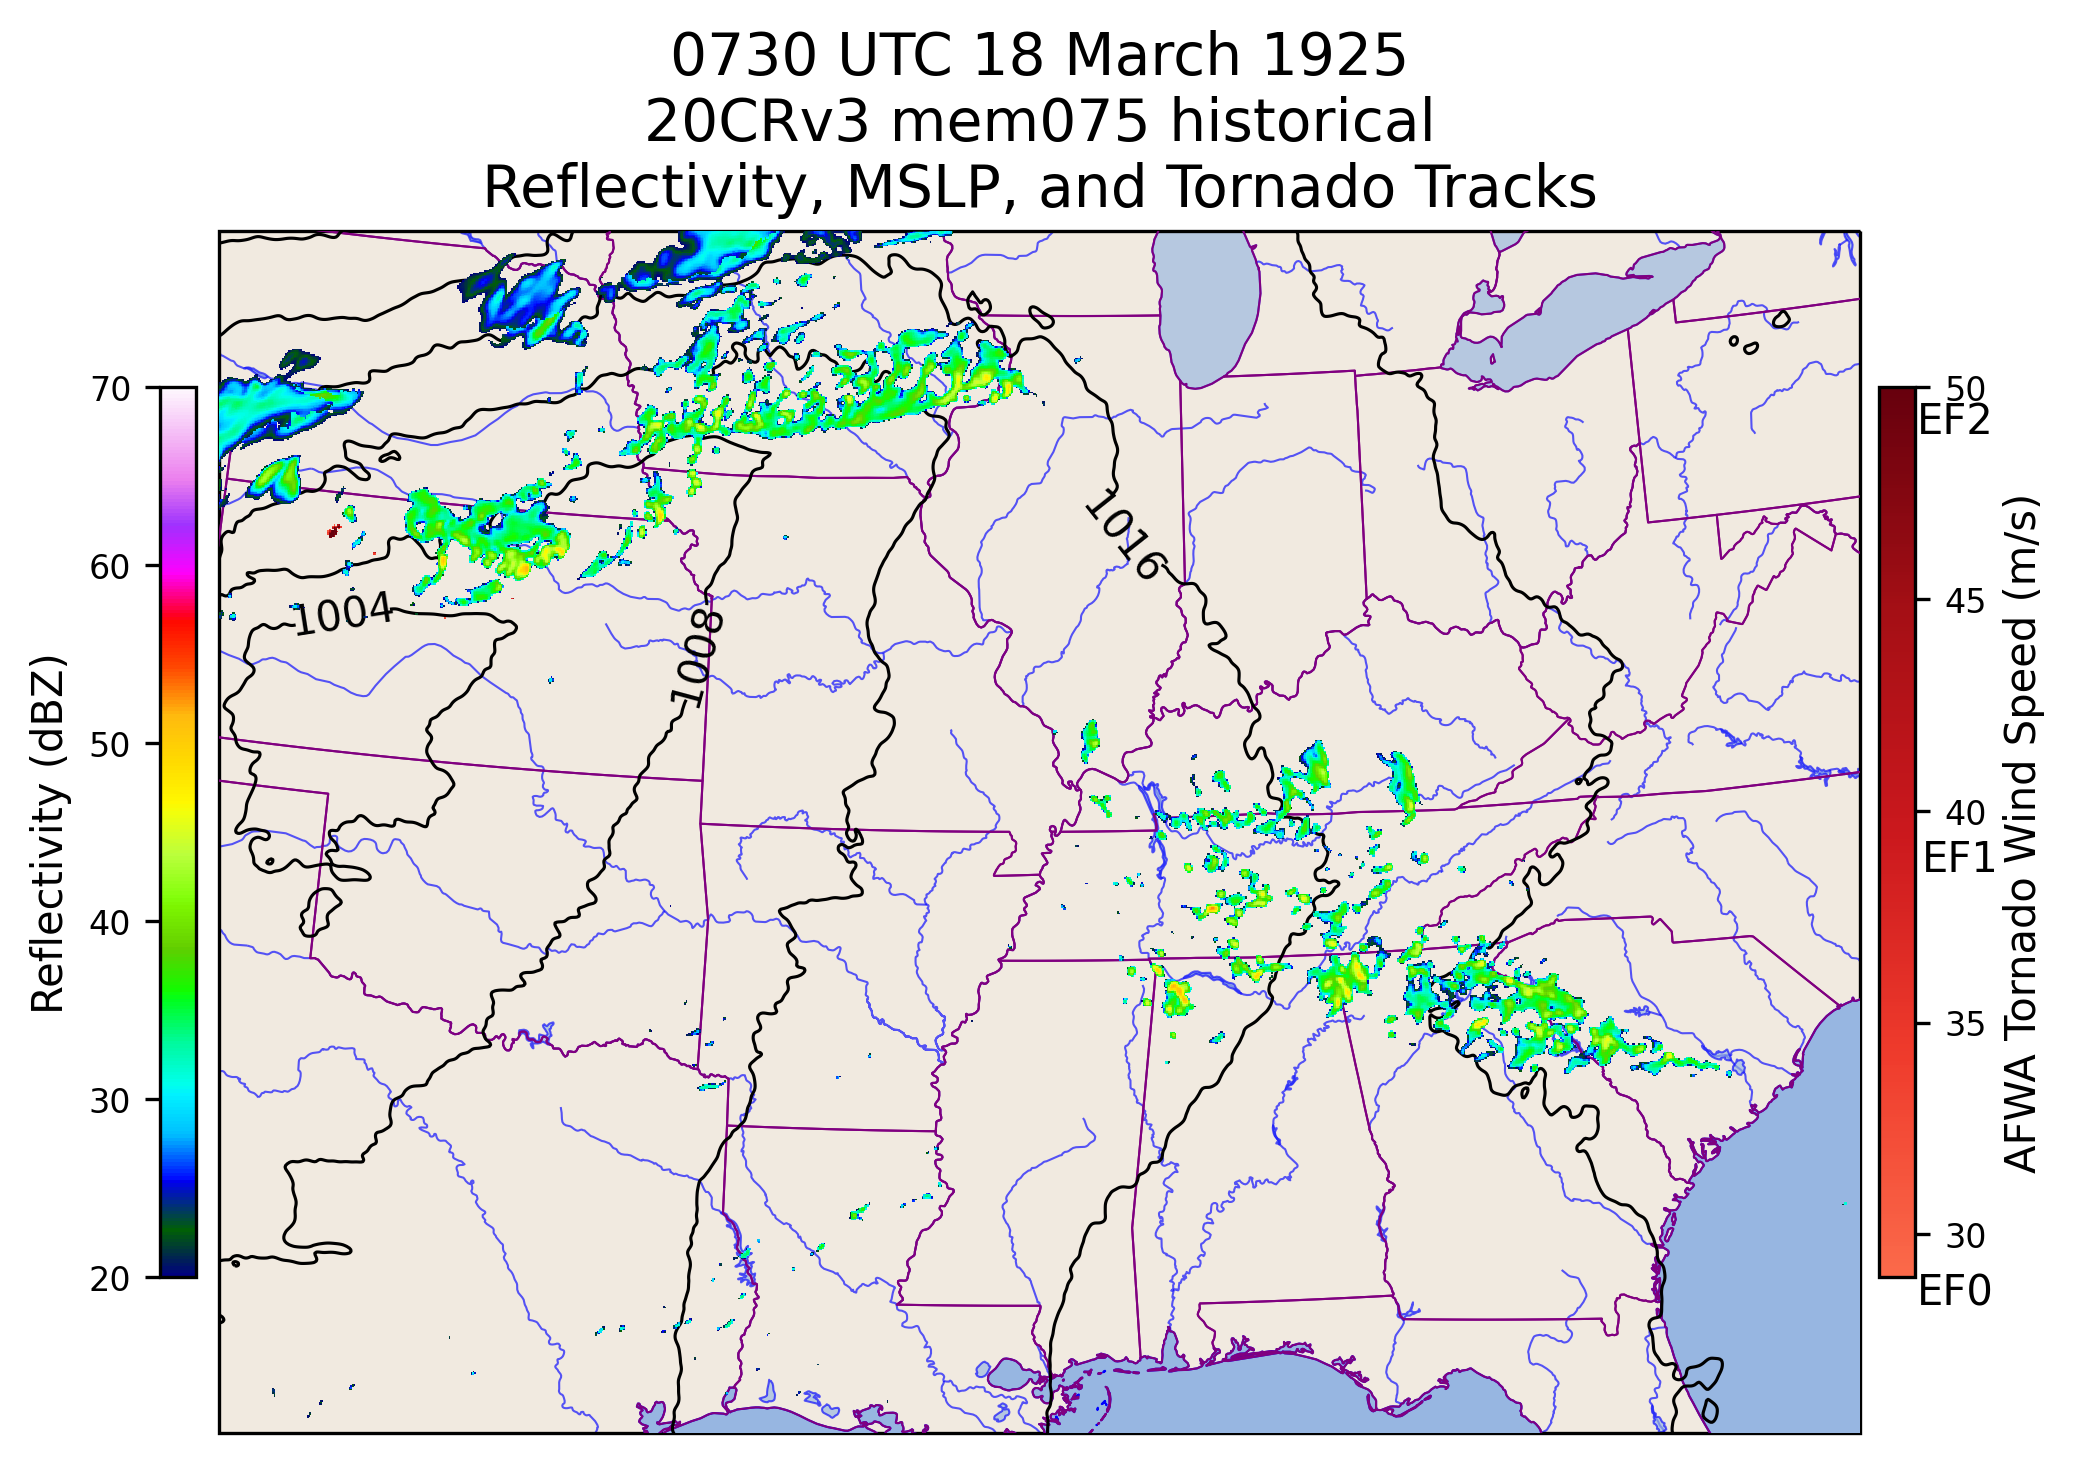 0730 UTC 18 March 1925
20CRv3 mem075 historical
Reflectivity, MSLP, and Tornado Tracks
Reflectivity (dBZ)
70
60
50
40
30
20
1004
1008
1016
50
EF2
45
40
EF1
35
30
EF0
AFWA Tornado Wind Speed (m/s)